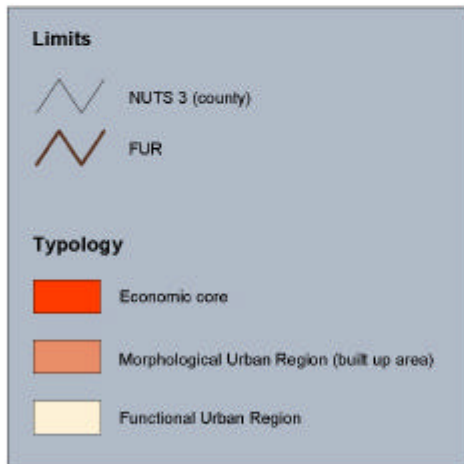 Limits
NUTS 3 (county)
FUR
Typology
Economic core
Morphological Urban Region (built up area)
Functional Urban Region